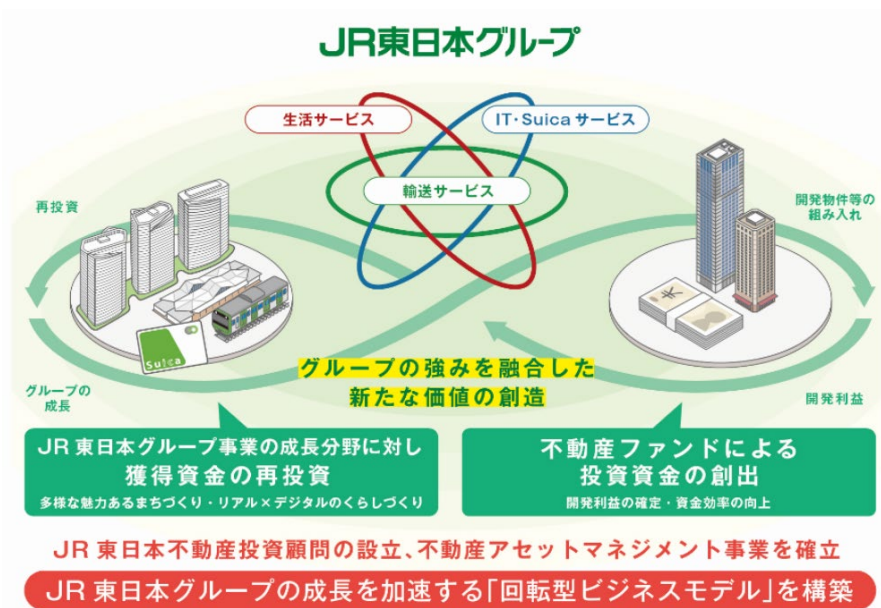 JR東日本グループ
生活サービス
IT・Suica サービス
輸送サービス
再投資
開発物件等の
組み入れ
Suica
¥
グループの強みを融合した
新たな価値の創造
グループの
成長
開発利益
JR 東日本グループ事業の成長分野に対し
獲得資金の再投資
多様な魅力あるまちづくり・リアル×デジタルのくらしづくり
不動産ファンドによる
投資資金の創出
開発利益の確定・資金効率の向上
JR 東日本不動産投資顧問の設立、不動産アセットマネジメント事業を確立
JR 東日本グループの成長を加速する「回転型ビジネスモデル」を構築